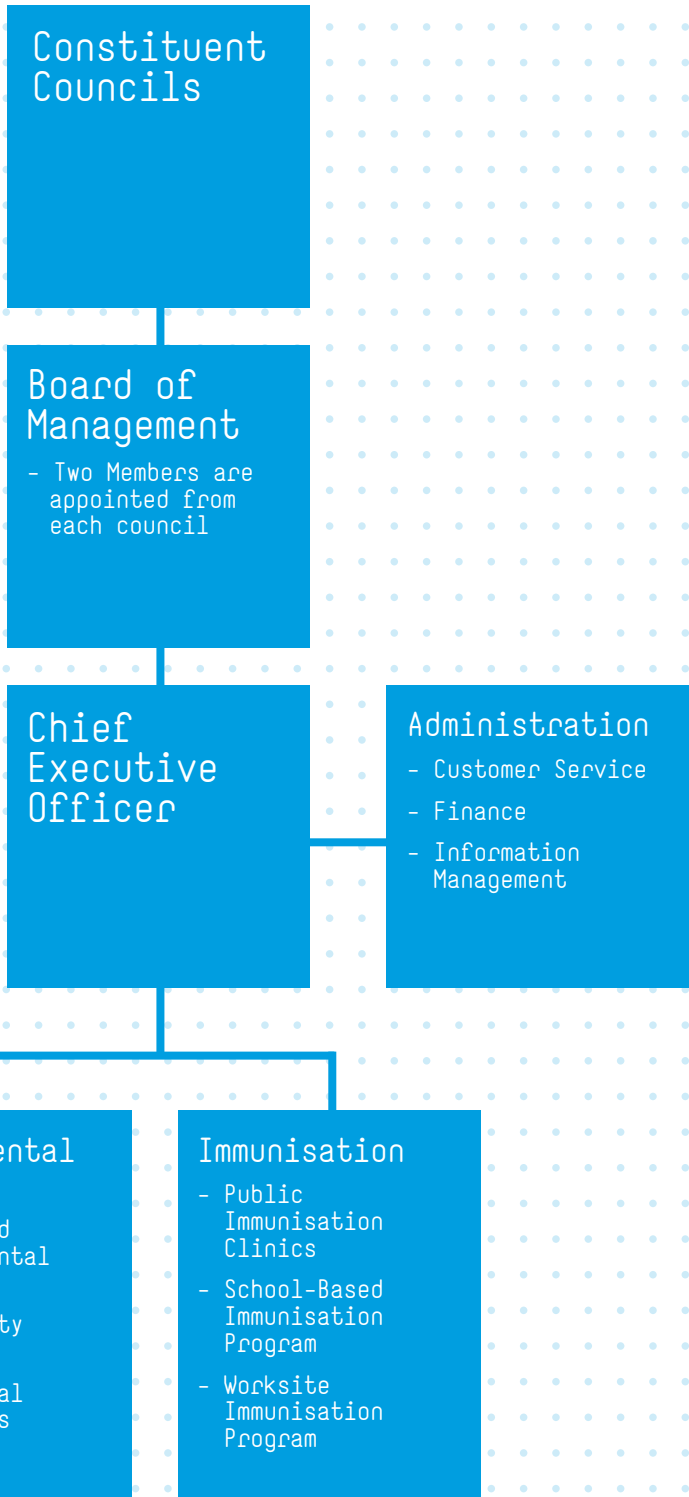 Constituent
Councils
Board of
Management
- Two Members are
appointed from
each council
Chief
Executive
Officer
Administration
- Customer Service
- Finance
- Information
Management
Immunisation
- Public
Immunisation
Clinics
- School-Based
Immunisation
Program
- Worksite
Immunisation
Program